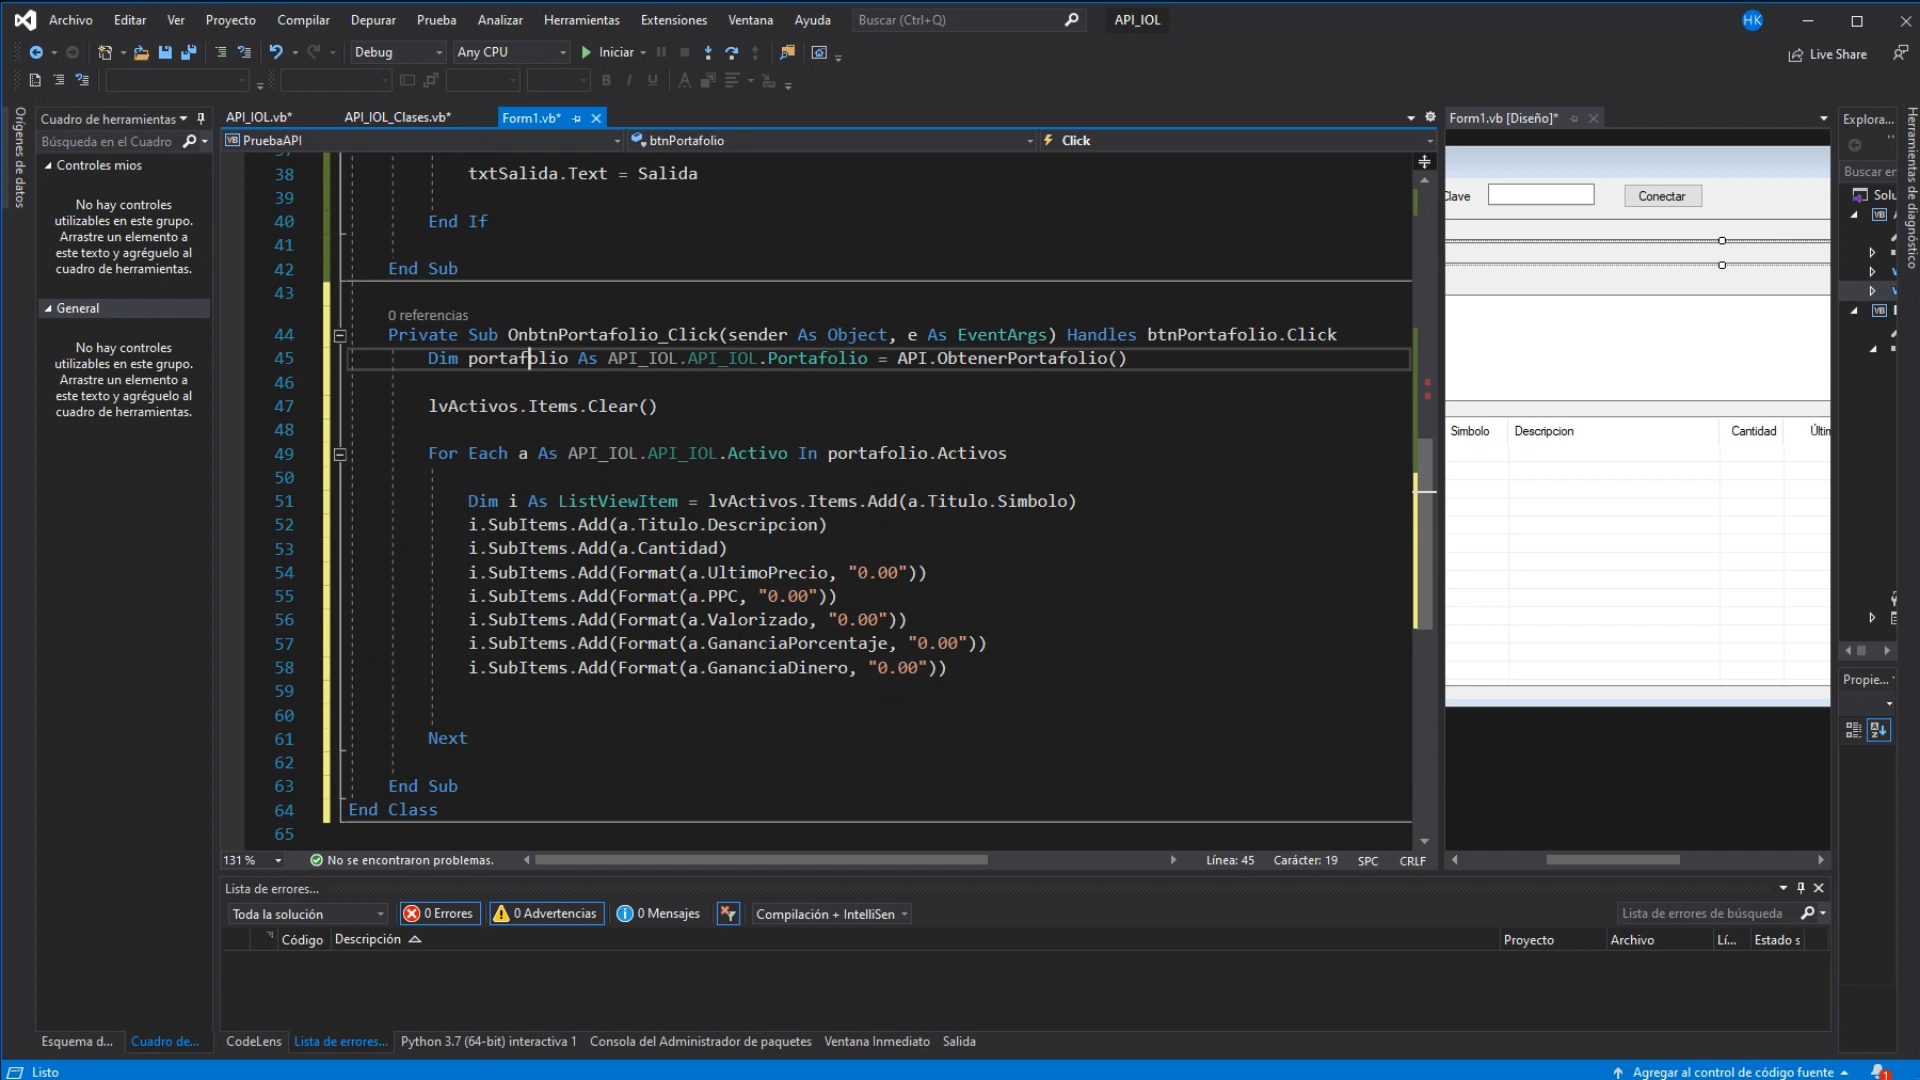 Archivo Editar Ver Proyecto Compilar Depurar Prueba Analizar Herramientas Extensiones Ventana Ayuda Buscar (Ctrl+Q) API_IOL HK
Debug Any CPU Iniciar Live Share
Orígenes de datos
Cuadro de herramientas
Búsqueda en el Cuadro
Controles mios
No hay controles
utilizables en este grupo.
Arrastre un elemento a
este texto y agréguelo al
cuadro de herramientas.
General
No hay controles
utilizables en este grupo.
Arrastre un elemento a
este texto y agréguelo al
cuadro de herramientas.
API_IOL.vb* API_IOL_Clases.vb* Form1.vb*
PruebaAPI btnPortafolio Click
37
38 txtSalida.Text = Salida
39
40 End If
41
42 End Sub
43
0 referencias
44 Private Sub OnbtnPortafolio_Click(sender As Object, e As EventArgs) Handles btnPortafolio.Click
45 Dim portafolio As API_IOL.API_IOL.Portafolio = API.ObtenerPortafolio()
46
47 lvActivos.Items.Clear()
48
49 For Each a As API_IOL.API_IOL.Activo In portafolio.Activos
50
51 Dim i As ListViewItem = lvActivos.Items.Add(a.Titulo.Simbolo)
52 i.SubItems.Add(a.Titulo.Descripcion)
53 i.SubItems.Add(a.Cantidad)
54 i.SubItems.Add(Format(a.UltimoPrecio, "0.00"))
55 i.SubItems.Add(Format(a.PPC, "0.00"))
56 i.SubItems.Add(Format(a.Valorizado, "0.00"))
57 i.SubItems.Add(Format(a.GananciaPorcentaje, "0.00"))
58 i.SubItems.Add(Format(a.GananciaDinero, "0.00"))
59
60
61 Next
62
63 End Sub
64 End Class
65
131 % No se encontraron problemas. Línea: 45 Carácter: 19 SPC CRLF
Form1.vb [Diseño]*
Clave Conectar
Simbolo Descripcion Cantidad Últin
Explora...
Buscar en
Solu
Propie...
Herramientas de diagnóstico
Lista de errores...
Toda la solución 0 Errores 0 Advertencias 0 Mensajes Compilación + IntelliSen Lista de errores de búsqueda
Código Descripción Proyecto Archivo Lí... Estado s
Esquema d... Cuadro de... CodeLens Lista de errores... Python 3.7 (64-bit) interactiva 1 Consola del Administrador de paquetes Ventana Inmediato Salida
Listo Agregar al control de código fuente 1